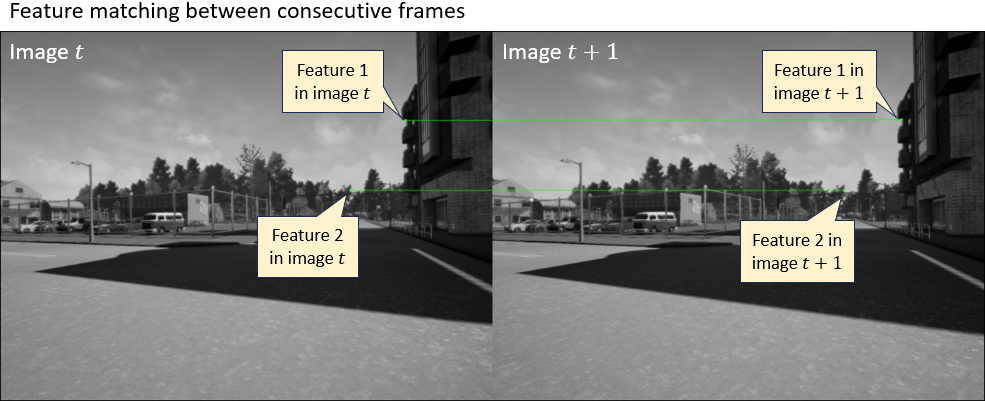 Feature matching between consecutive frames
Image t
Image t + 1
Feature 1
in image t
Feature 1 in
image t + 1
Feature 2
in image t
Feature 2 in
image t + 1